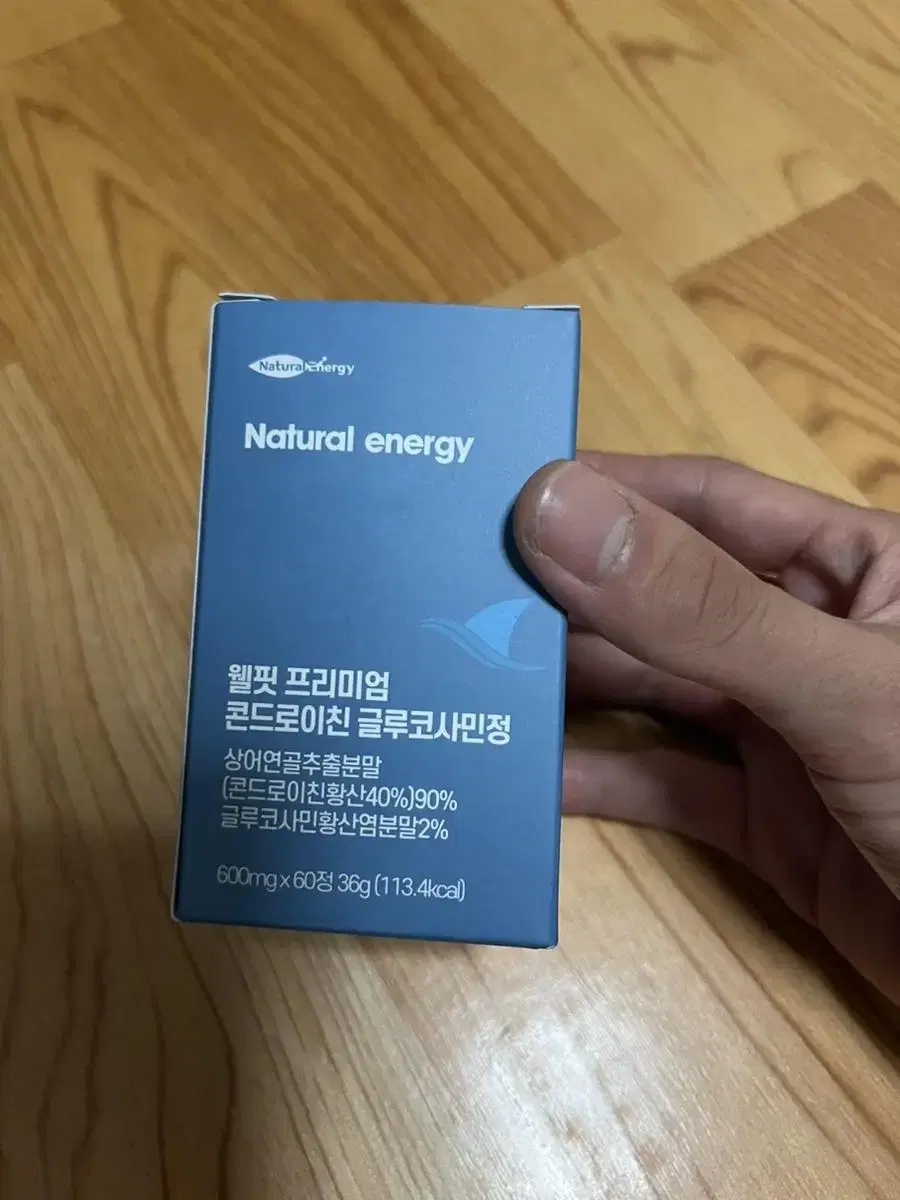 Natural Energy
Natural energy
웰핏 프리미엄
콘드로이친 글루코사민정
상어연골추출분말
(콘드로이친황산40%)90%
글루코사민황산염분말2%
600mg x 60정 36g (113.4kcal)